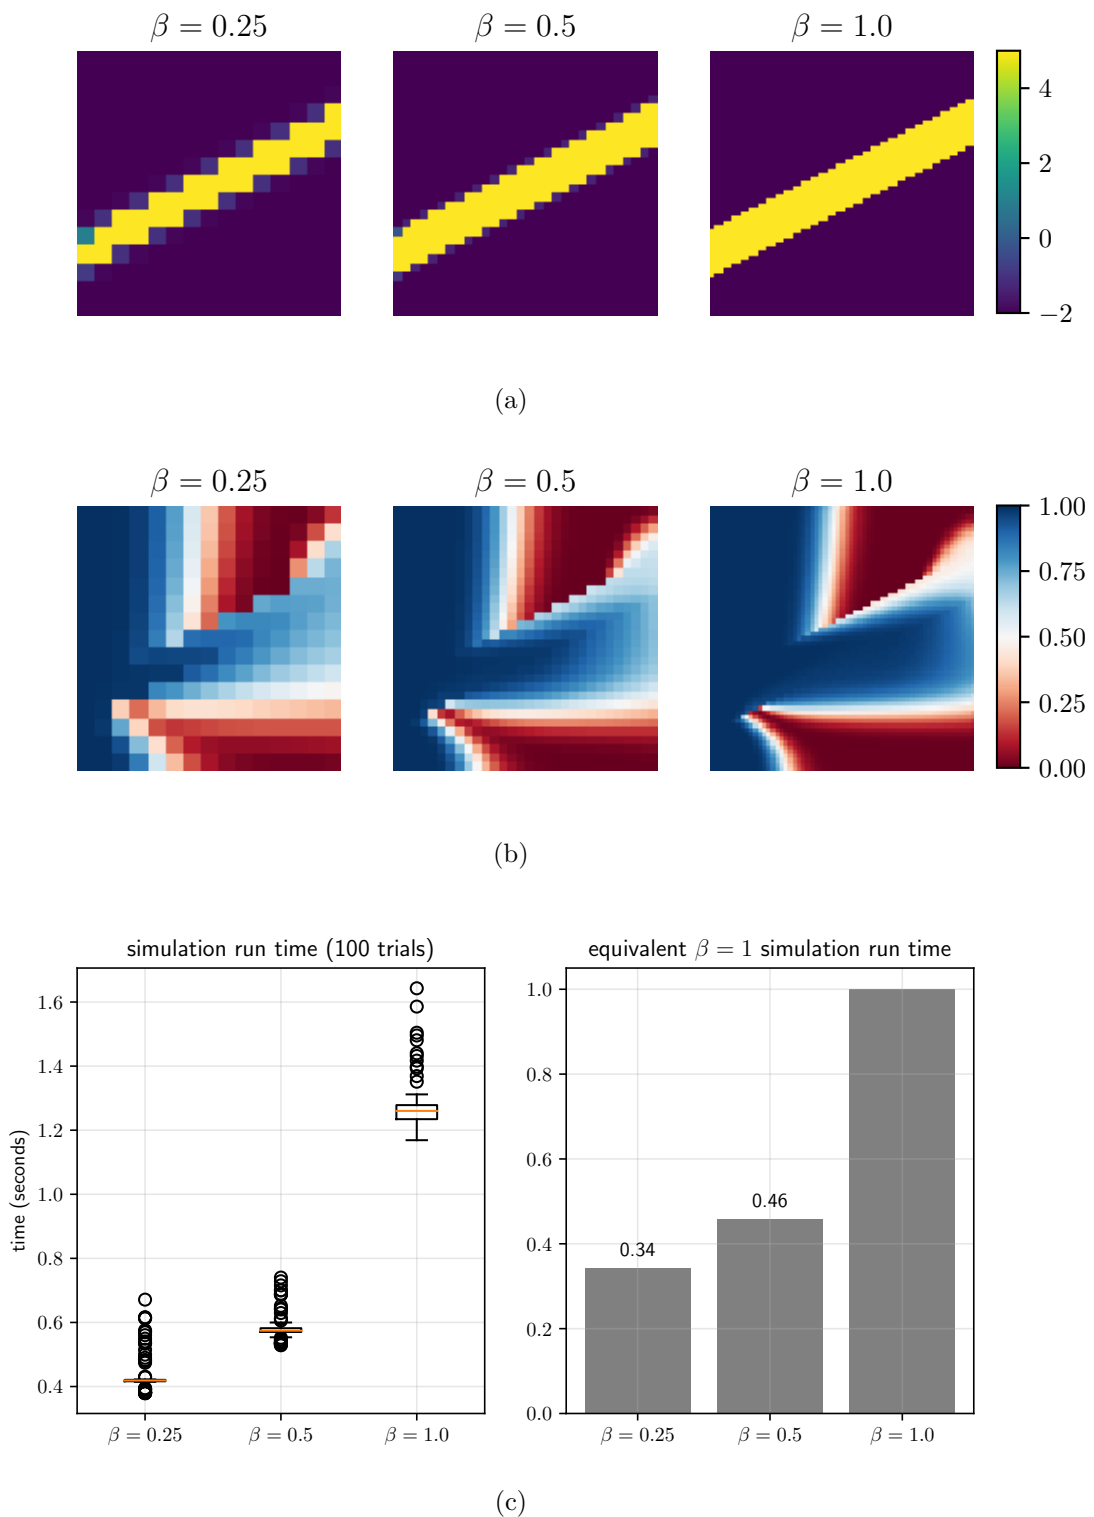 β = 0.25
β = 0.5
β = 1.0
4
2
0
−2
(a)
β = 0.25
β = 0.5
β = 1.0
1.00
0.75
0.50
0.25
0.00
(b)
simulation run time (100 trials)
time (seconds)
1.6
1.4
1.2
1.0
0.8
0.6
0.4
β = 0.25
β = 0.5
β = 1.0
equivalent β = 1 simulation run time
1.0
0.8
0.6
0.4
0.2
0.0
0.34
0.46
β = 0.25
β = 0.5
β = 1.0
(c)